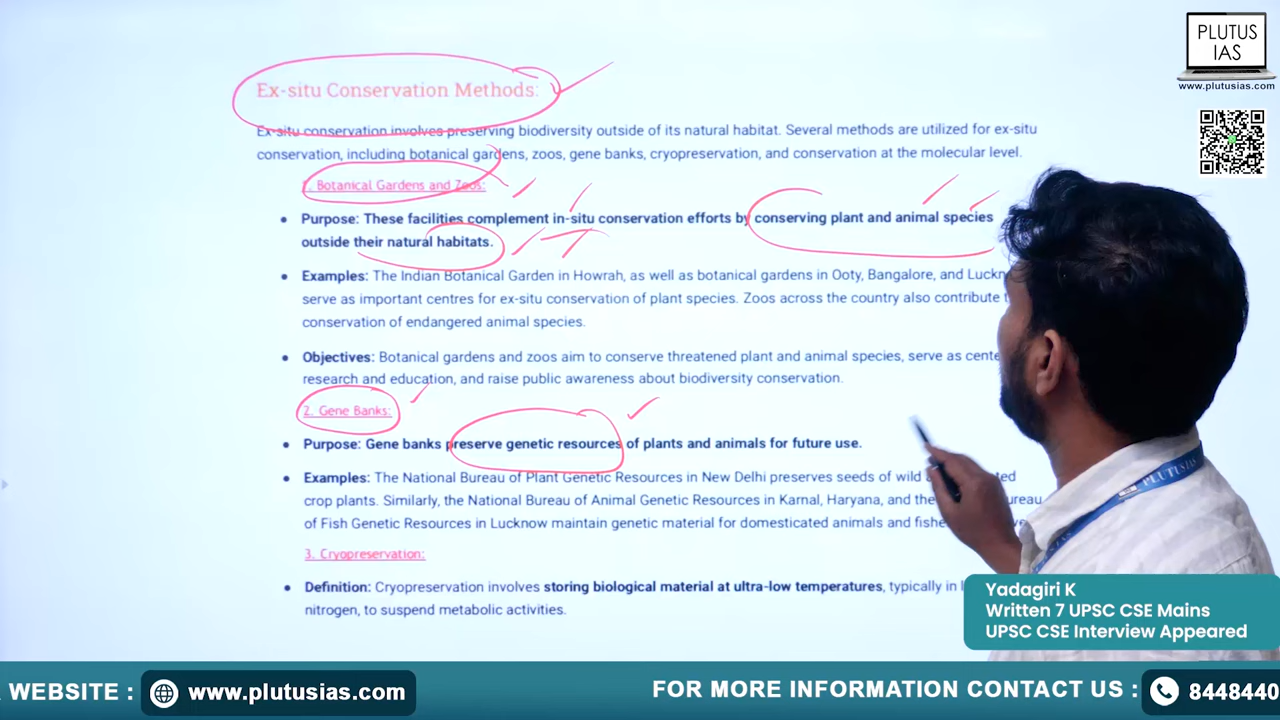 PLUTUS
IAS
www.plutusias.com
Ex-situ Conservation Methods:
Ex-situ conservation involves preserving biodiversity outside of its natural habitat. Several methods are utilized for ex-situ
conservation, including botanical gardens, zoos, gene banks, cryopreservation, and conservation at the molecular level.
1. Botanical Gardens and Zoos:
• Purpose: These facilities complement in-situ conservation efforts by conserving plant and animal species
outside their natural habitats.
• Examples: The Indian Botanical Garden in Howrah, as well as botanical gardens in Ooty, Bangalore, and
serve as important centres for ex-situ conservation of plant species. Zoos across the country also contribute
conservation of endangered animal species.
• Objectives: Botanical gardens and zoos aim to conserve threatened plant and animal species, serve as
research and education, and raise public awareness about biodiversity conservation.
2. Gene Banks:
• Purpose: Gene banks preserve genetic resources of plants and animals for future use.
• Examples: The National Bureau of Plant Genetic Resources in New Delhi preserves seeds of wild
crop plants. Similarly, the National Bureau of Animal Genetic Resources in Karnal, Haryana, and the
of Fish Genetic Resources in Lucknow maintain genetic material for domesticated animals and
3. Cryopreservation:
• Definition: Cryopreservation involves storing biological material at ultra-low temperatures, typically in
nitrogen, to suspend metabolic activities.
PLUTUS
Yadagiri K
Written 7 UPSC CSE Mains
UPSC CSE Interview Appeared
WEBSITE : www.plutusias.com
FOR MORE INFORMATION CONTACT US : 8448440